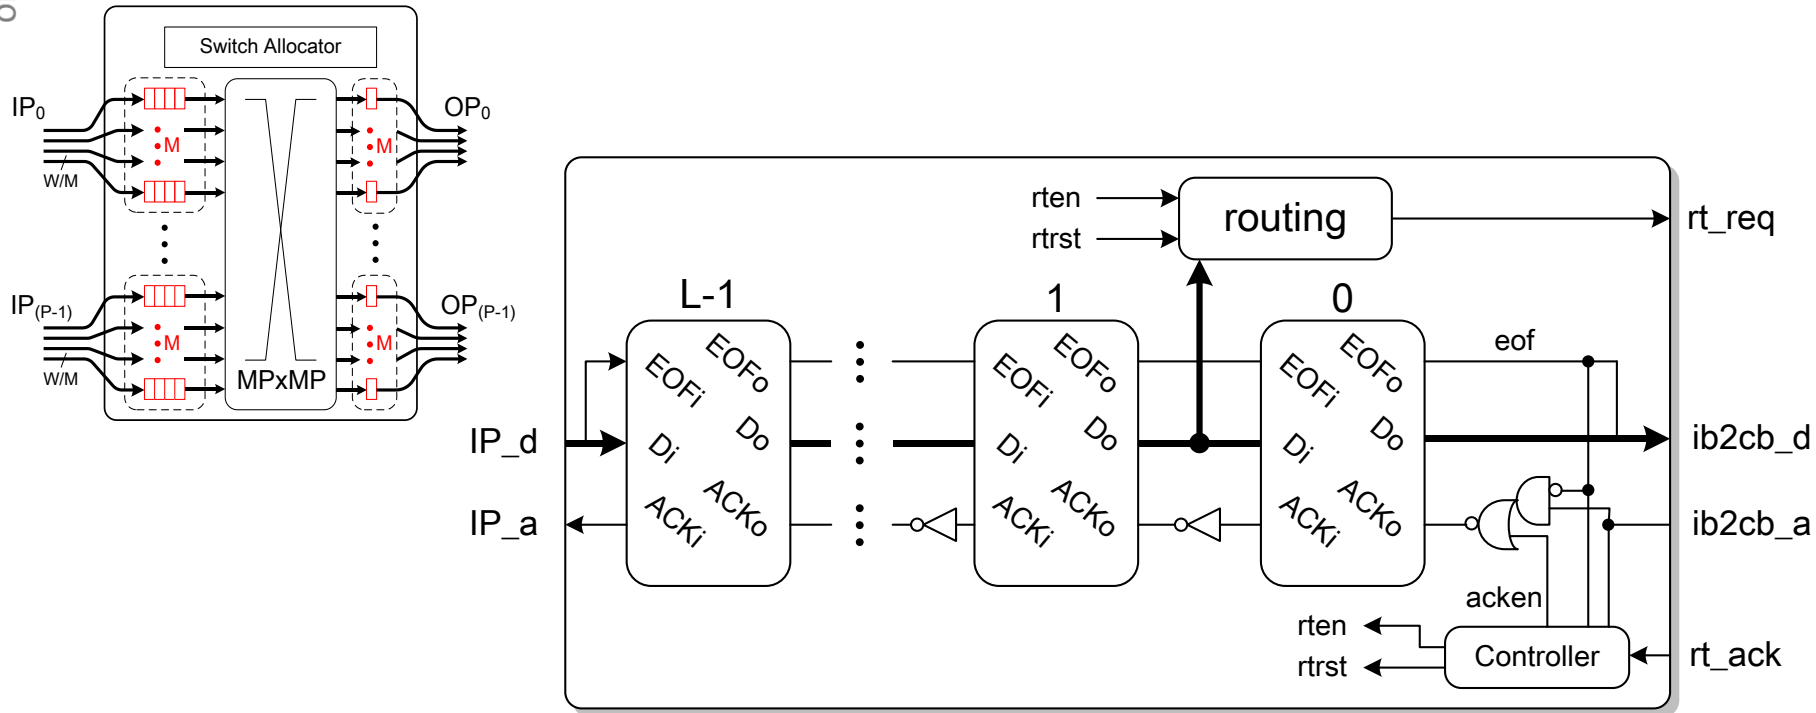 Switch Allocator
IP0
OP0
M
M
W/M
IP(P-1)
OP(P-1)
M
M
W/M
MPxMP
rten
rtrst
routing
rt_req
L-1
1
0
EOFi
EOFo
Di
Do
ACKi
ACKo
EOFi
EOFo
Di
Do
ACKi
ACKo
EOFi
EOFo
Di
Do
ACKi
ACKo
eof
IP_d
ib2cb_d
IP_a
ib2cb_a
acken
rten
rtrst
Controller
rt_ack